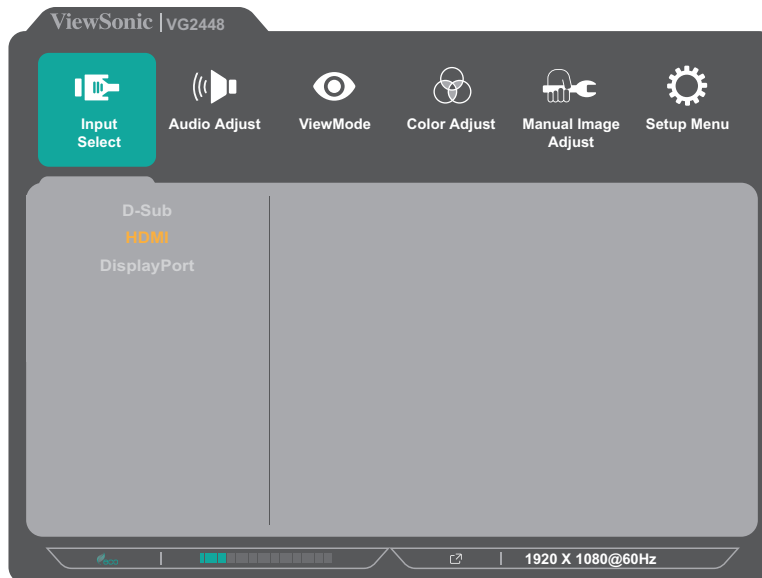 ViewSonic | VG2448
Input Select
Audio Adjust
ViewMode
Color Adjust
Manual Image Adjust
Setup Menu
D-Sub
HDMI
DisplayPort
eco
1920 X 1080@60Hz